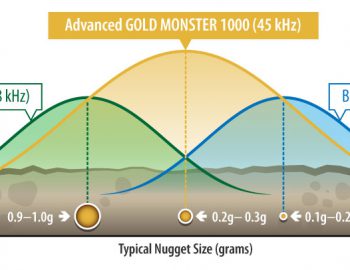 Advanced GOLD MONSTER 1000 (45 kHz)
kHz)
B
0.9–1.0g
0.2g– 0.3g
0.1g–0.2
Typical Nugget Size (grams)